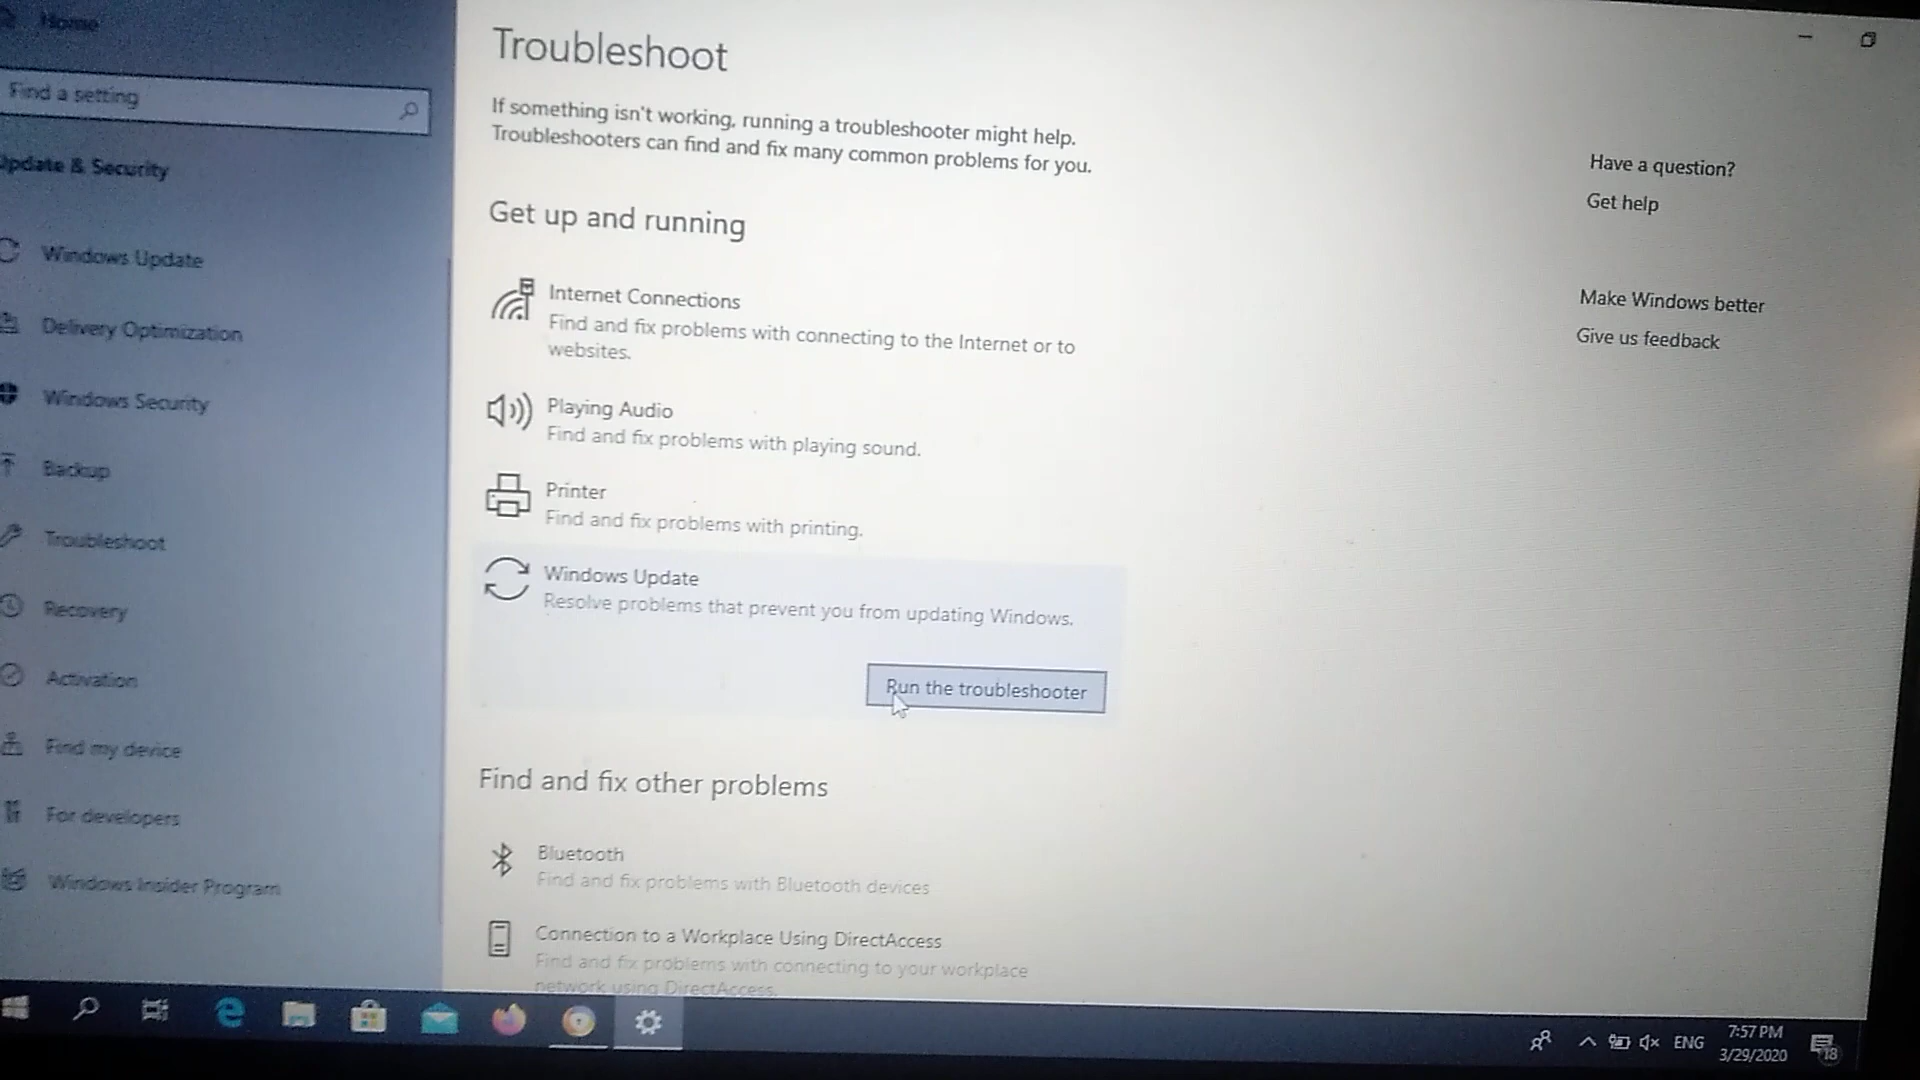 Home
Find a setting
Update & Security
Windows Update
Delivery Optimization
Windows Security
Backup
Troubleshoot
Recovery
Activation
Find my device
For developers
Windows Insider Program
Troubleshoot
If something isn't working, running a troubleshooter might help.
Troubleshooters can find and fix many common problems for you.
Get up and running
Internet Connections
Find and fix problems with connecting to the Internet or to
websites.
Playing Audio
Find and fix problems with playing sound.
Printer
Find and fix problems with printing.
Windows Update
Resolve problems that prevent you from updating Windows.
Run the troubleshooter
Find and fix other problems
Bluetooth
Find and fix problems with Bluetooth devices
Connection to a Workplace Using DirectAccess
Find and fix problems with connecting to your workplace
network using DirectAccess.
Have a question?
Get help
Make Windows better
Give us feedback
ENG
7:57 PM
3/29/2020
18